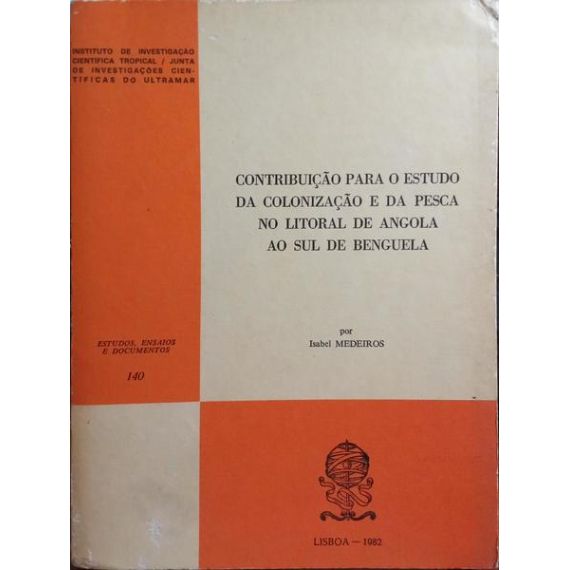 INSTITUTO DE INVESTIGAÇÃO
CIENTÍFICA TROPICAL / JUNTA
DE INVESTIGAÇÕES CIEN-
TÍFICAS DO ULTRAMAR
CONTRIBUIÇÃO PARA O ESTUDO
DA COLONIZAÇÃO E DA PESCA
NO LITORAL DE ANGOLA
AO SUL DE BENGUELA
por
Isabel MEDEIROS
ESTUDOS, ENSAIOS
E DOCUMENTOS
140
LISBOA — 1982